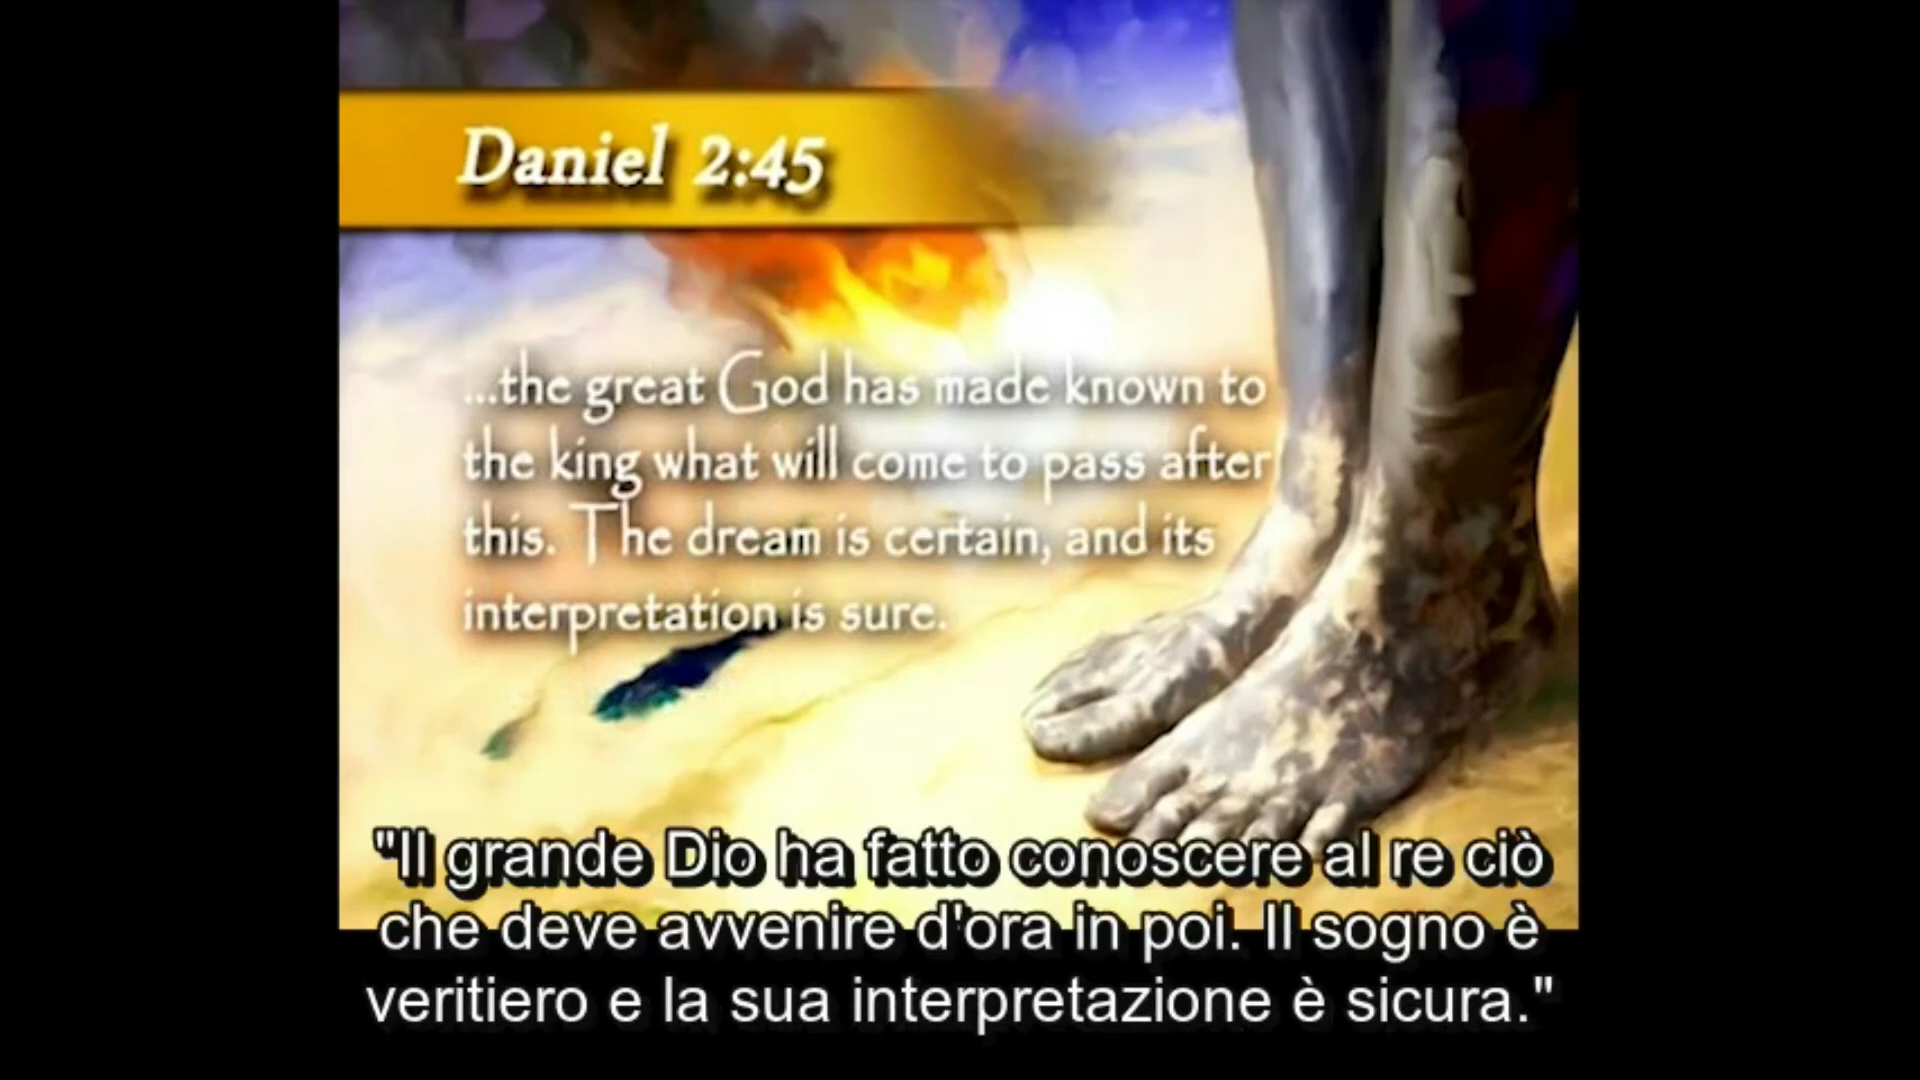 Daniel 2:45
...the great God has made known to
the king what will come to pass after
this. The dream is certain, and its
interpretation is sure.
"Il grande Dio ha fatto conoscere al re ciò
che deve avvenire d'ora in poi. Il sogno è
veritiero e la sua interpretazione è sicura."